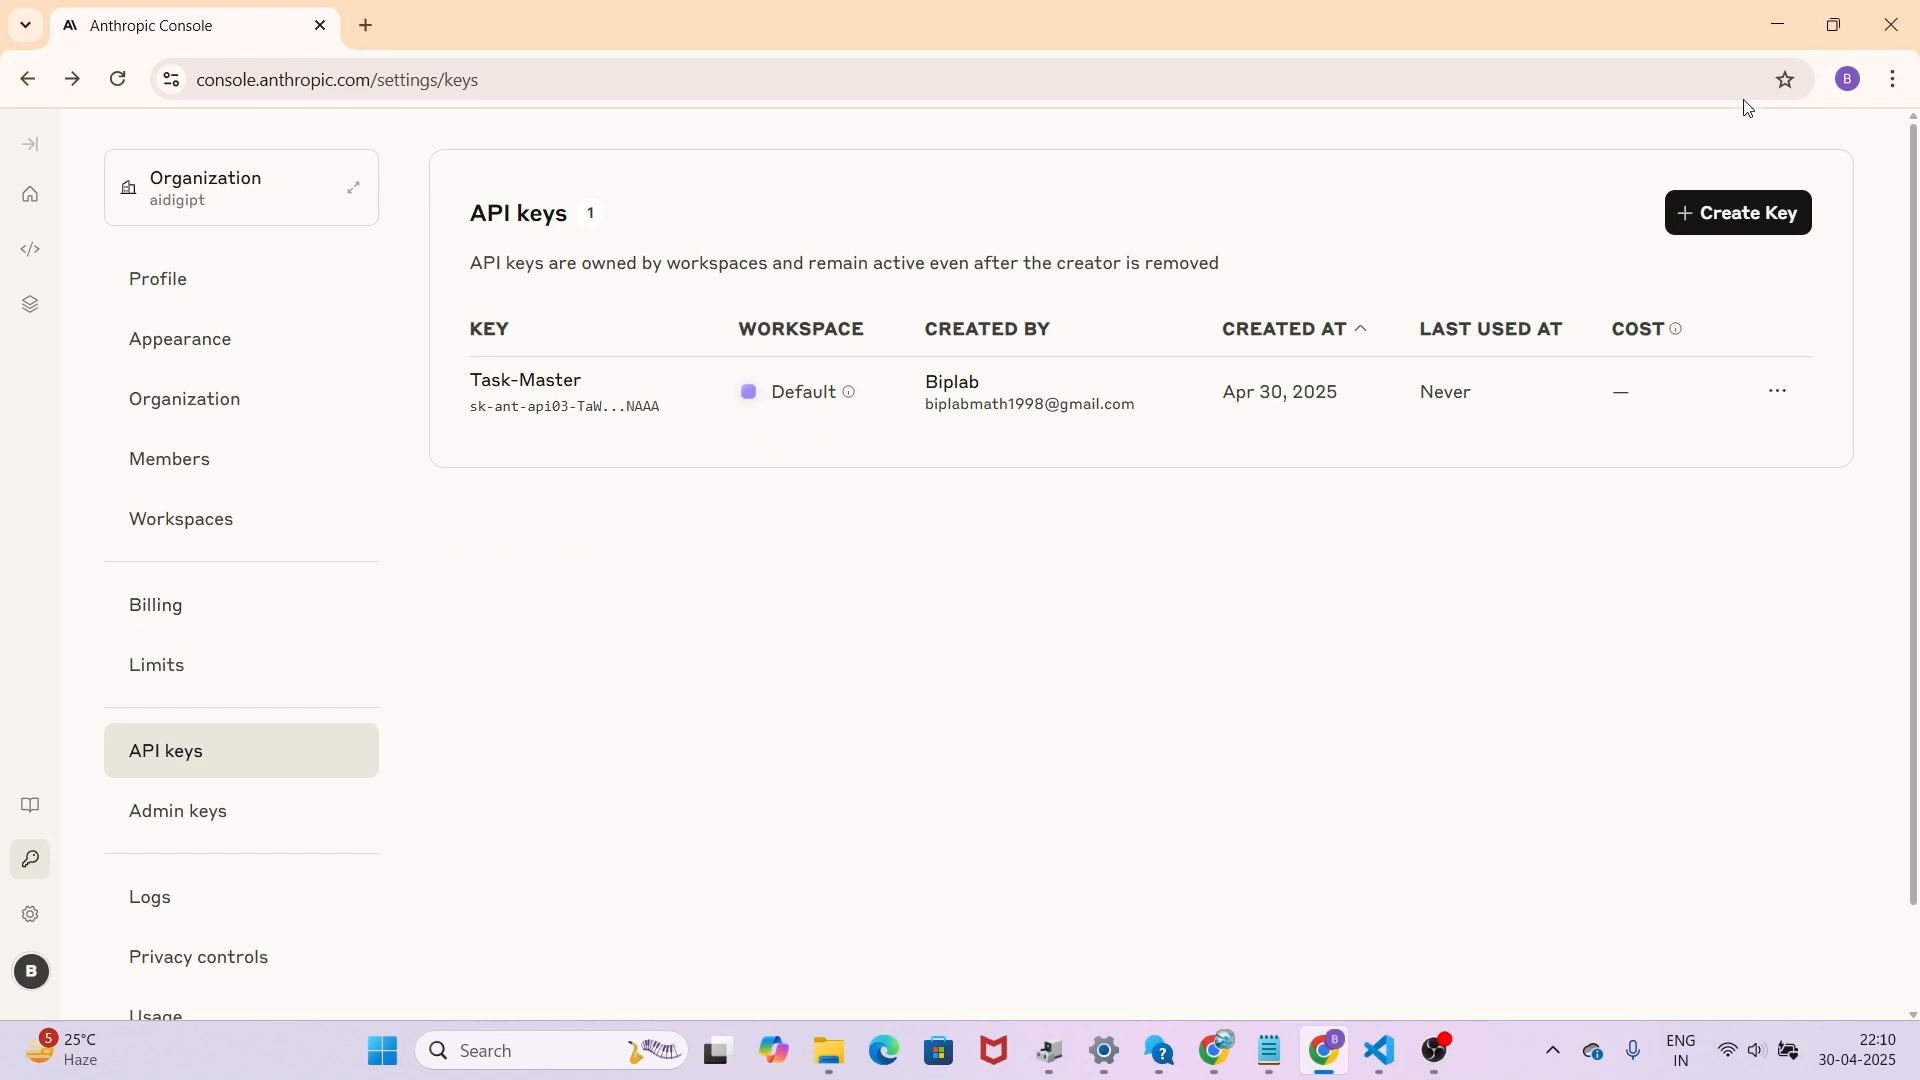 Anthropic Console
console.anthropic.com/settings/keys
B
Organization
aidigipt
Profile
Appearance
Organization
Members
Workspaces
Billing
Limits
API keys
Admin keys
Logs
Privacy controls
Usage
B
API keys 1
+ Create Key
API keys are owned by workspaces and remain active even after the creator is removed
KEY WORKSPACE CREATED BY CREATED AT LAST USED AT COST
Task-Master
sk-ant-api03-TaW...NAAA
Default
Biplab
biplabmath1998@gmail.com
Apr 30, 2025
Never
—
5
25°C
Haze
Search
B
ENG
IN
22:10
30-04-2025